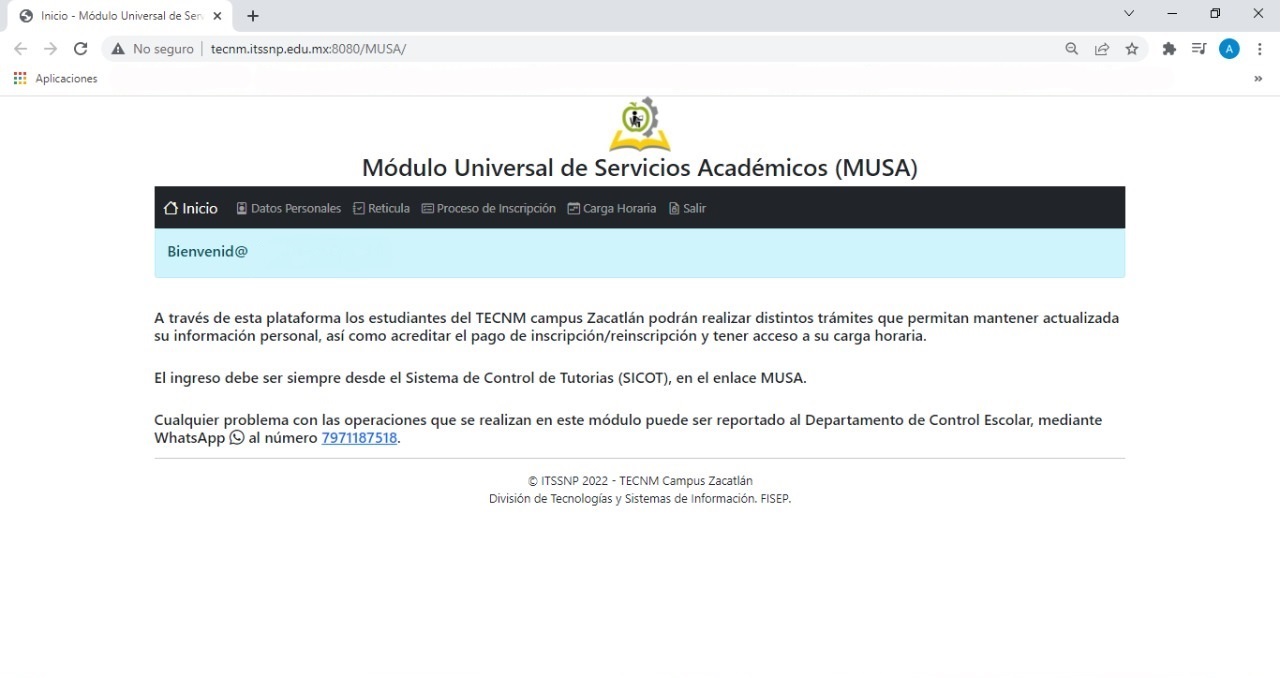 Inicio - Módulo Universal de Ser
No seguro | tecnm.itssnp.edu.mx:8080/MUSA/
A
Aplicaciones
»
Módulo Universal de Servicios Académicos (MUSA)
Inicio Datos Personales Reticula Proceso de Inscripción Carga Horaria Salir
Bienvenid@
A través de esta plataforma los estudiantes del TECNM campus Zacatlán podrán realizar distintos trámites que permitan mantener actualizada
su información personal, así como acreditar el pago de inscripción/reinscripción y tener acceso a su carga horaria.
El ingreso debe ser siempre desde el Sistema de Control de Tutorias (SICOT), en el enlace MUSA.
Cualquier problema con las operaciones que se realizan en este módulo puede ser reportado al Departamento de Control Escolar, mediante
WhatsApp al número 7971187518.
© ITSSNP 2022 - TECNM Campus Zacatlán
División de Tecnologías y Sistemas de Información. FISEP.